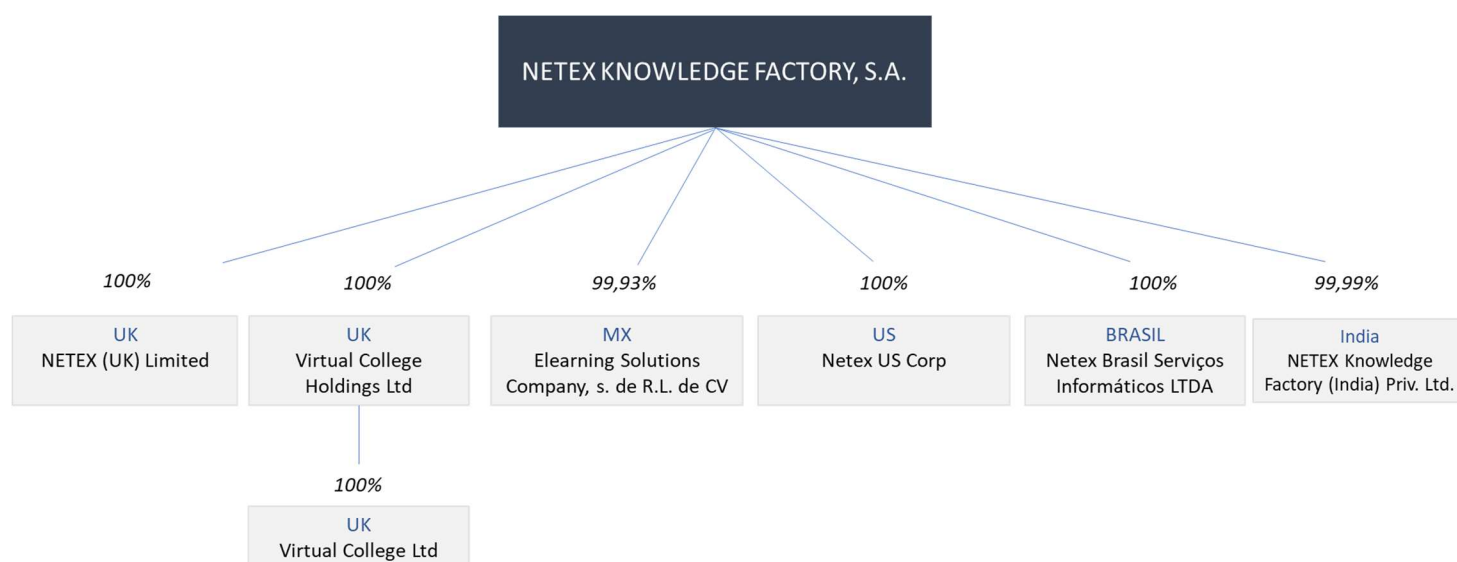 NETEX KNOWLEDGE FACTORY, S.A.
100%
100%
99,93%
100%
100%
99,99%
UK
NETEX (UK) Limited
UK
Virtual College
Holdings Ltd
MX
Elearning Solutions
Company, s. de R.L. de CV
US
Netex US Corp
BRASIL
Netex Brasil Serviços
Informáticos LTDA
India
NETEX Knowledge
Factory (India) Priv. Ltd.
100%
UK
Virtual College Ltd